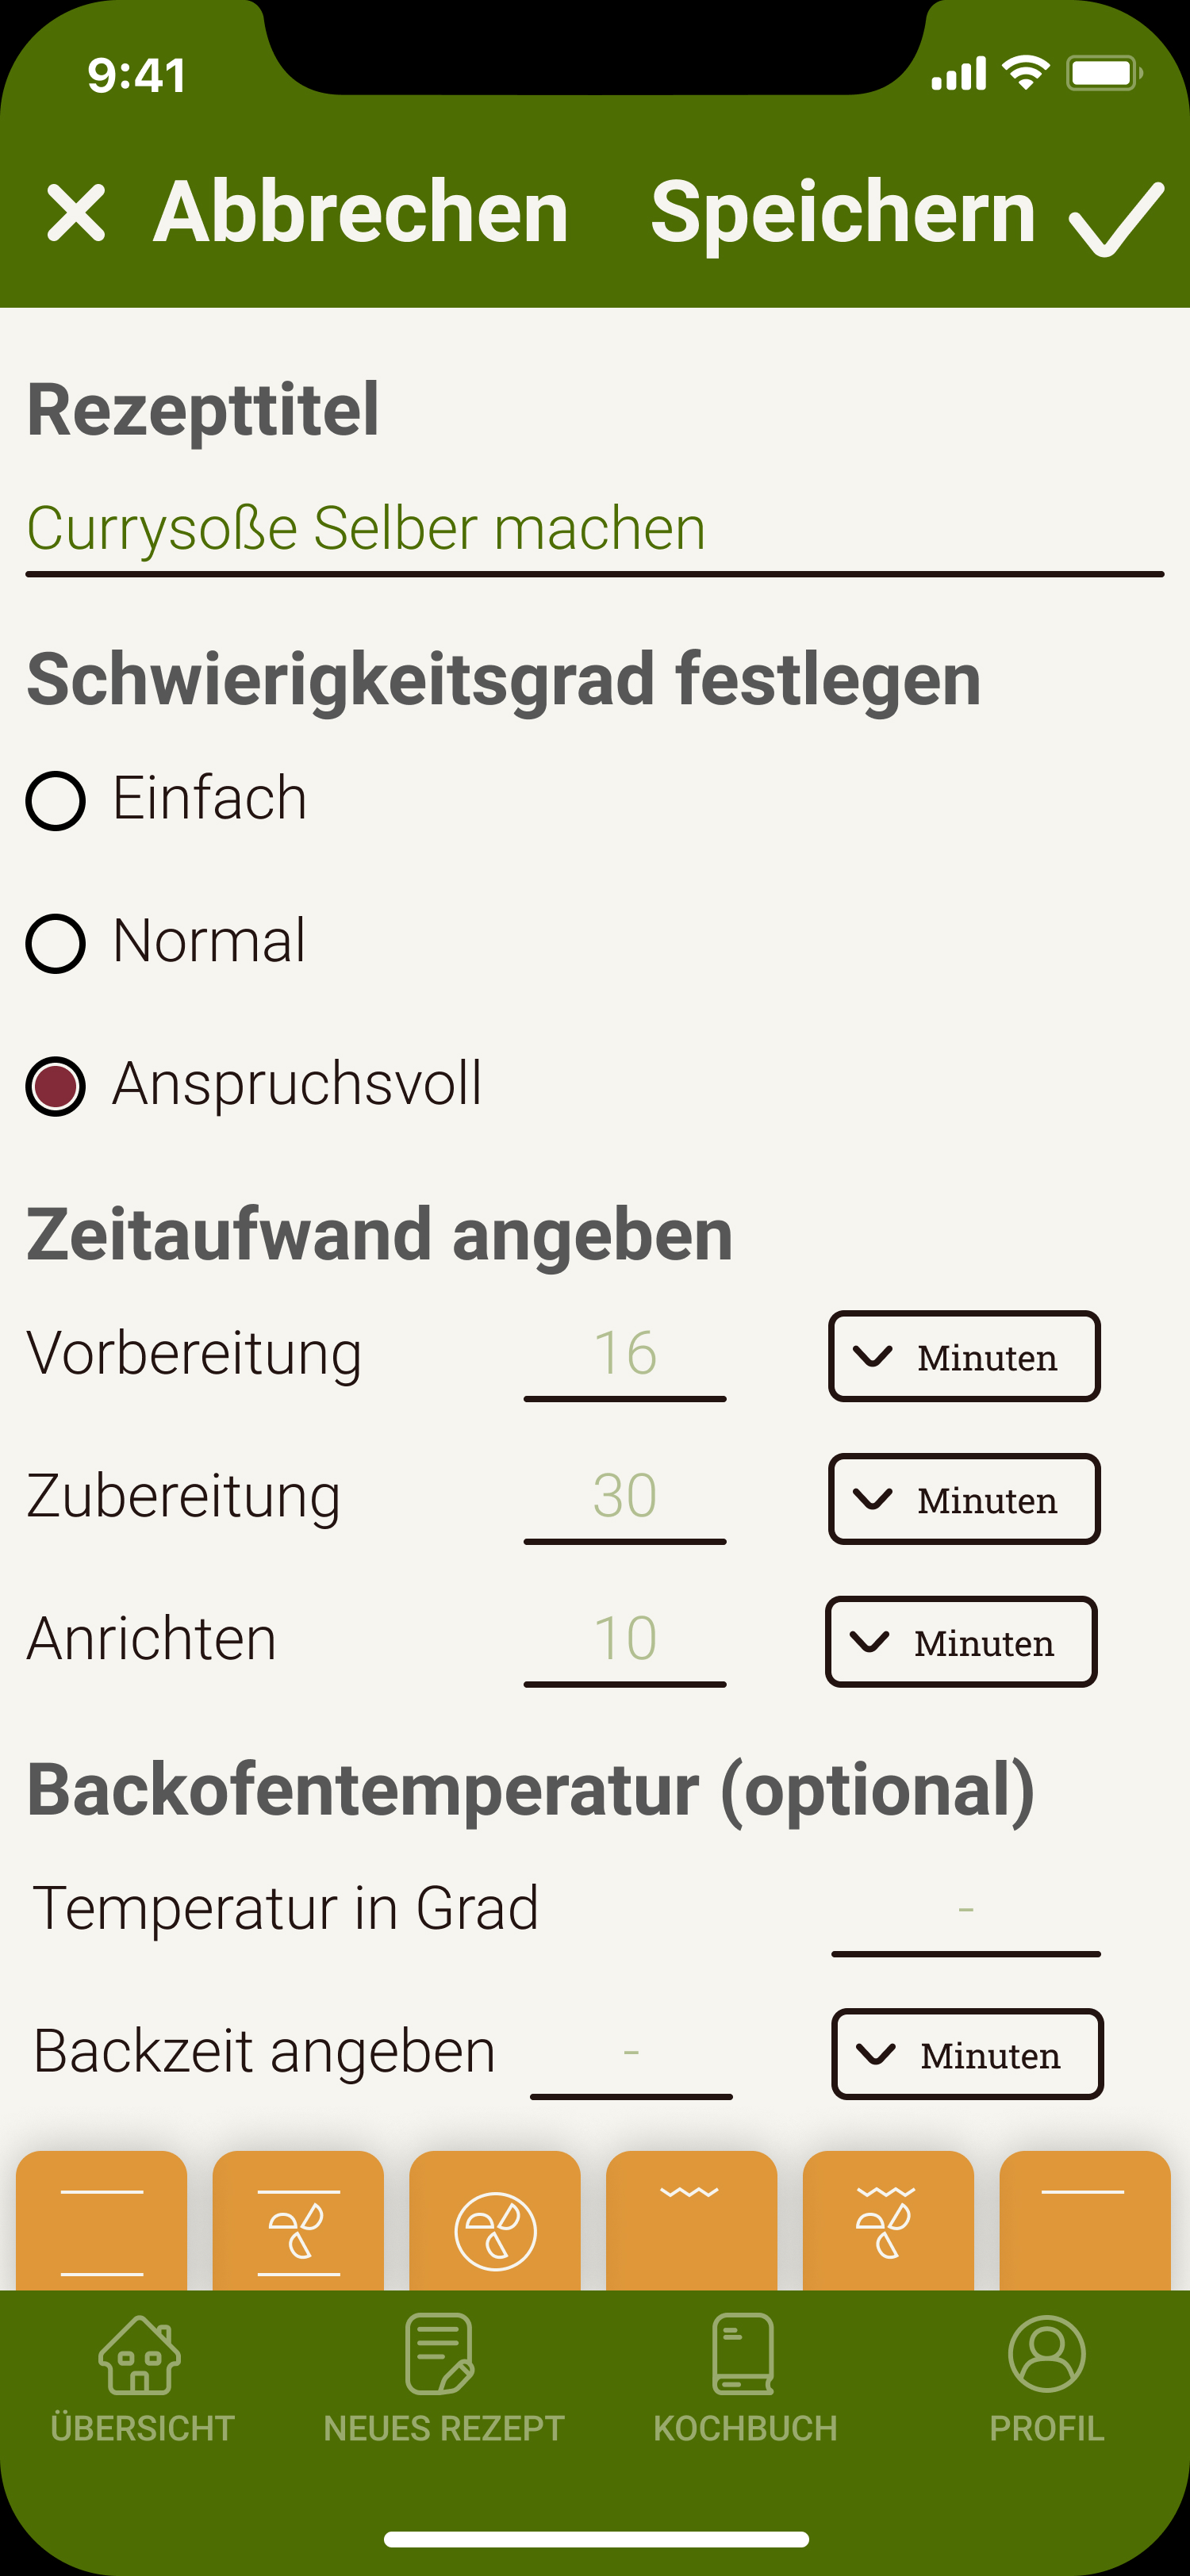 9:41
Abbrechen Speichern
Rezepttitel
Currysoße Selber machen
Schwierigkeitsgrad festlegen
Einfach
Normal
Anspruchsvoll
Zeitaufwand angeben
Vorbereitung 16 Minuten
Zubereitung 30 Minuten
Anrichten 10 Minuten
Backofentemperatur (optional)
Temperatur in Grad -
Backzeit angeben - Minuten
ÜBERSICHT NEUES REZEPT KOCHBUCH PROFIL